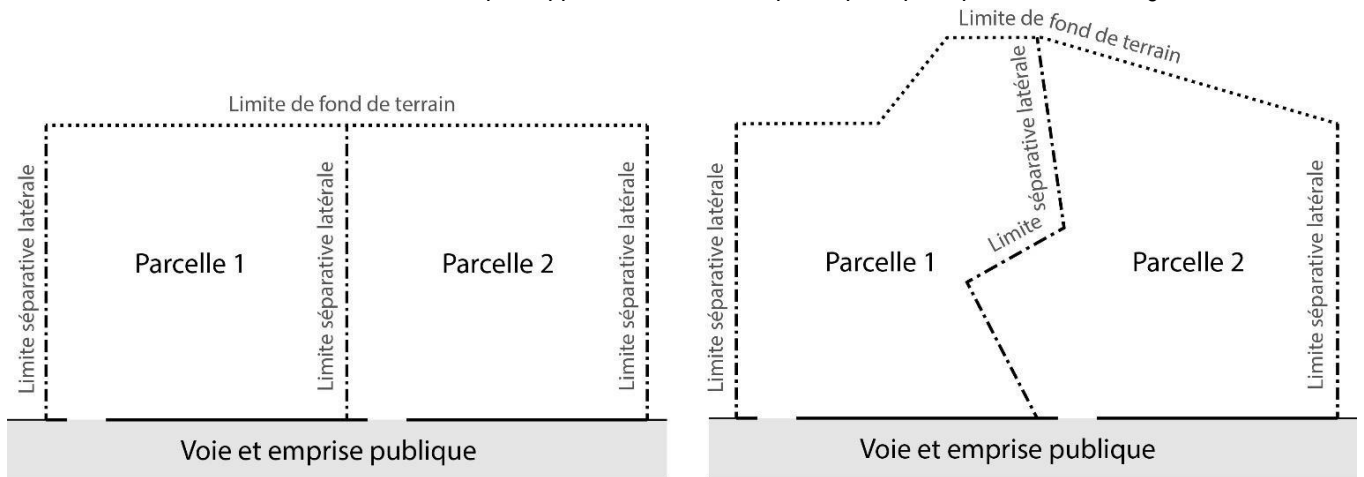 Limite de fond de terrain
Limite séparative latérale
Parcelle 1
Limite séparative latérale
Parcelle 2
Limite séparative latérale
Voie et emprise publique
Limite de fond de terrain
Limite séparative latérale
Parcelle 1
Limite séparative latérale
Parcelle 2
Limite séparative latérale
Voie et emprise publique